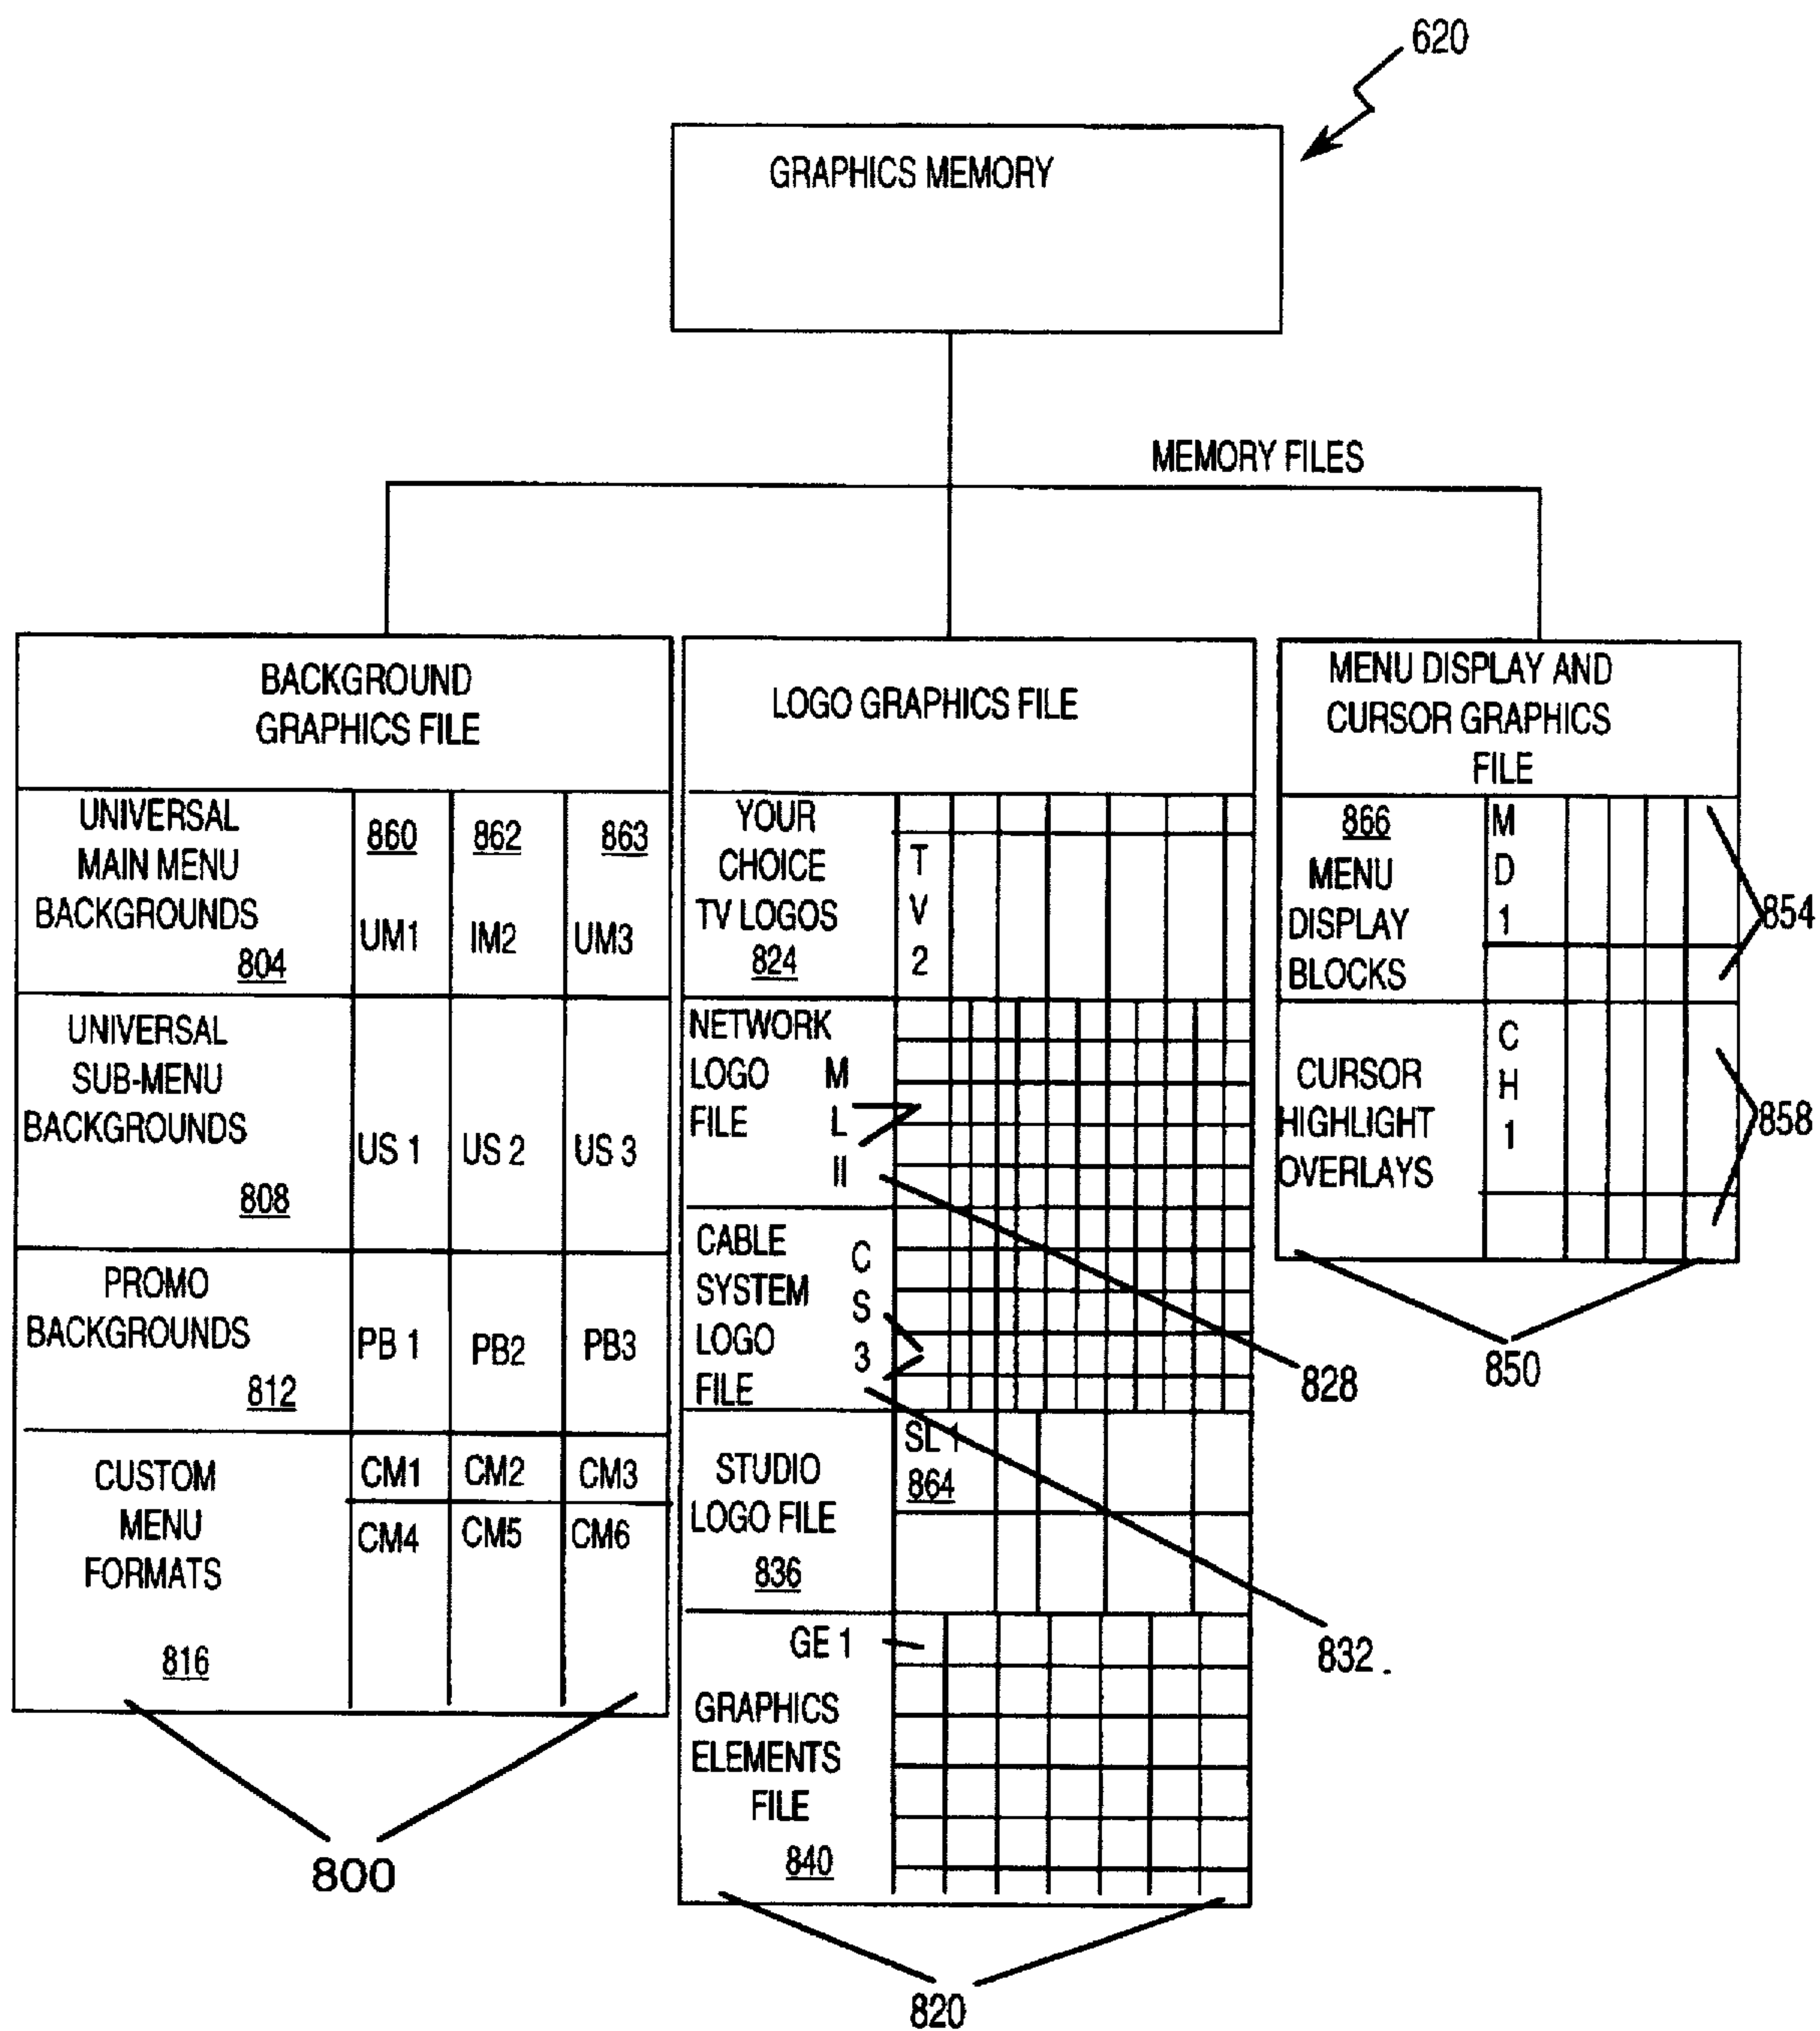 620
GRAPHICS MEMORY
MEMORY FILES
BACKGROUND
GRAPHICS FILE
UNIVERSAL
MAIN MENU
BACKGROUNDS
804
860
862
863
UM1
IM2
UM3
UNIVERSAL
SUB-MENU
BACKGROUNDS
808
US 1
US 2
US 3
PROMO
BACKGROUNDS
812
PB 1
PB2
PB3
CUSTOM
MENU
FORMATS
816
CM1
CM2
CM3
CM4
CM5
CM6
800
LOGO GRAPHICS FILE
YOUR
CHOICE
TV LOGOS
824
T
V
2
NETWORK
LOGO
FILE
M
L
II
828
CABLE
SYSTEM
LOGO
FILE
C
S
3
832
STUDIO
LOGO FILE
836
SL 1
864
GE 1
GRAPHICS
ELEMENTS
FILE
840
820
MENU DISPLAY AND
CURSOR GRAPHICS
FILE
866
MENU
DISPLAY
BLOCKS
M
D
1
854
CURSOR
HIGHLIGHT
OVERLAYS
C
H
1
858
850